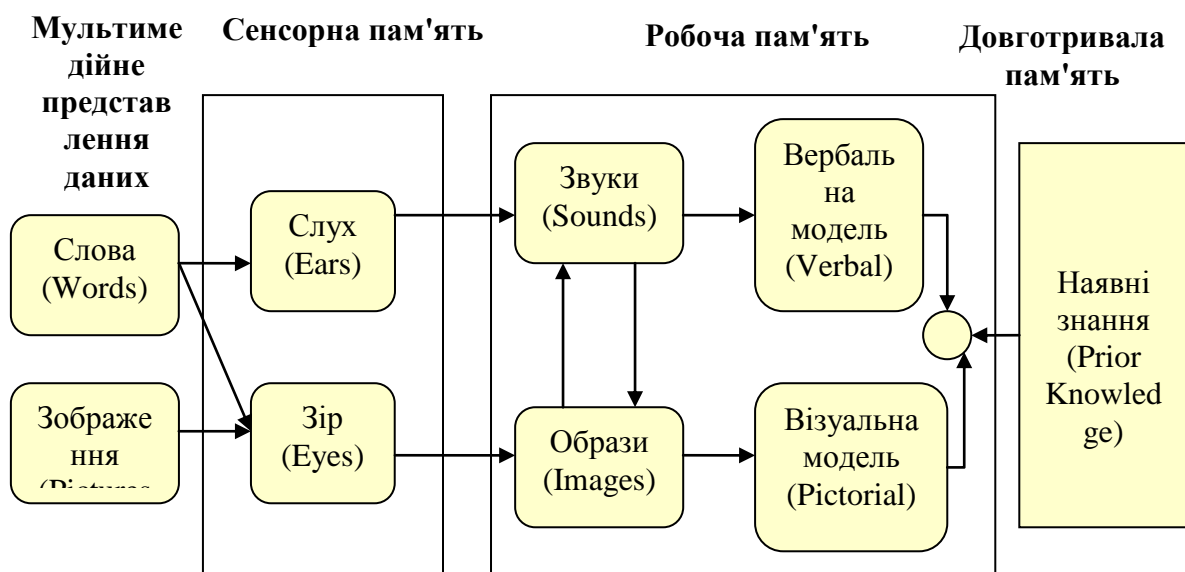 Мультиме
дійне
представ
лення
даних
Сенсорна пам'ять
Робоча пам'ять
Довготривала
пам'ять
Слова
(Words)
Зображе
ння
(Pictures
Слух
(Ears)
Зір
(Eyes)
Звуки
(Sounds)
Образи
(Images)
Вербаль
на
модель
(Verbal)
Візуальна
модель
(Pictorial)
Наявні
знання
(Prior
Knowled
ge)